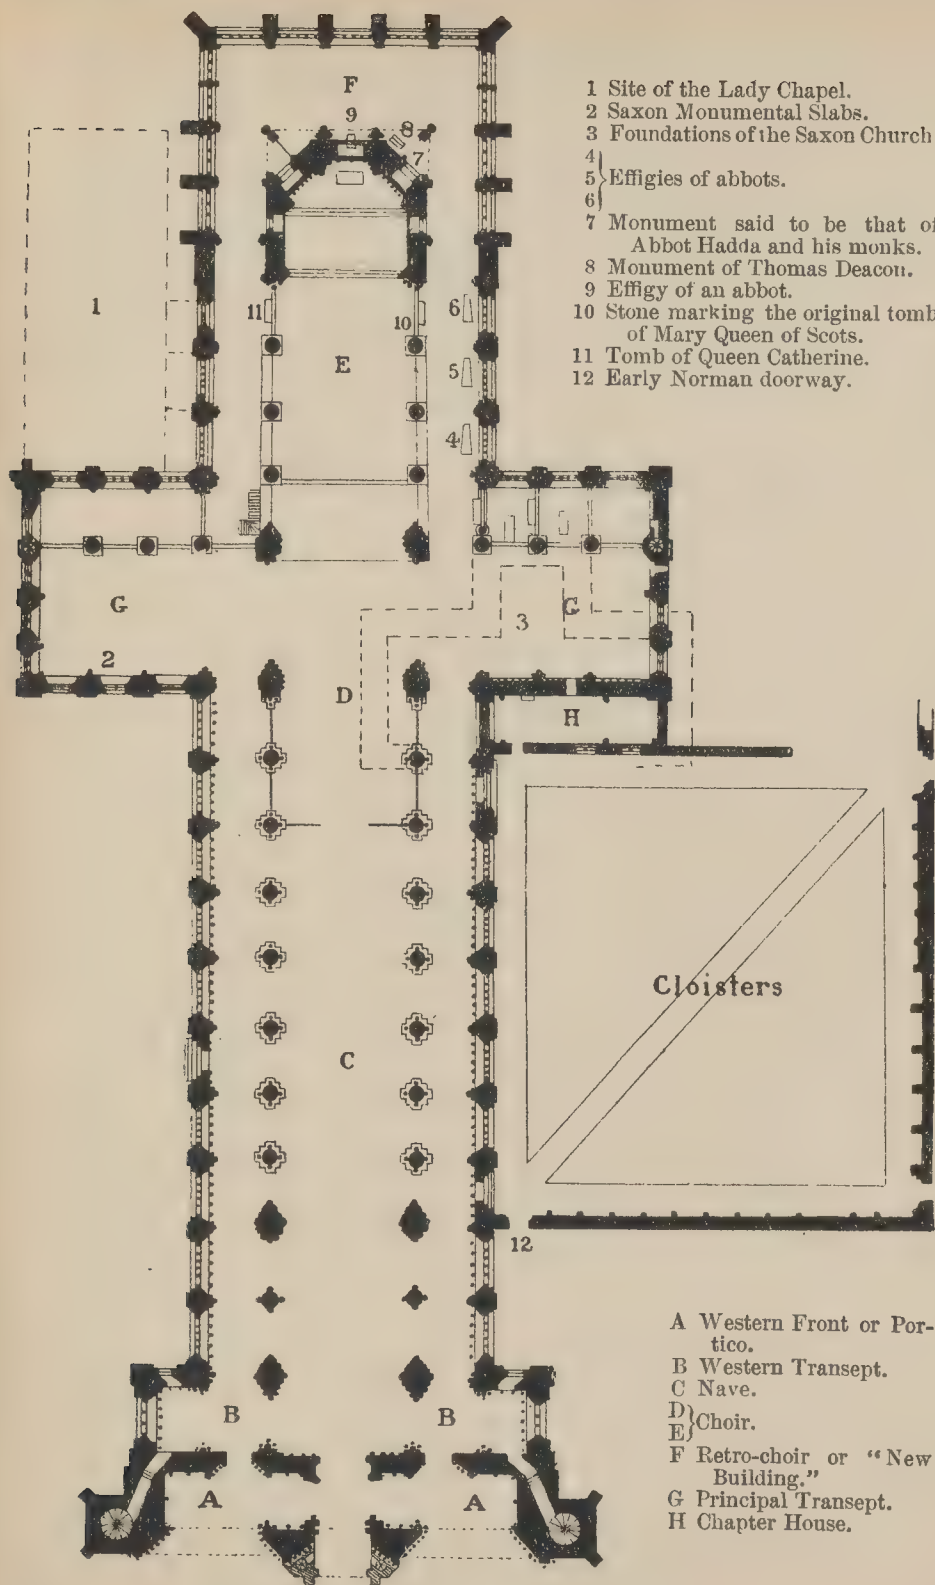 1 Site of the Lady Chapel.
2 Saxon Monumental Slabs.
3 Foundations of the Saxon Church
4
5 } Effigies of abbots.
6
7 Monument said to be that of
Abbot Hadda and his monks.
8 Monument of Thomas Deacon.
9 Effigy of an abbot.
10 Stone marking the original tomb
of Mary Queen of Scots.
11 Tomb of Queen Catherine.
12 Early Norman doorway.
F
9
8
7
1
11
10
6
E
5
4
G
3
G
2
D
H
Cloisters
C
12
B
B
A
A
A Western Front or Por-
tico.
B Western Transept.
C Nave.
D
E } Choir.
F Retro-choir or "New
Building."
G Principal Transept.
H Chapter House.